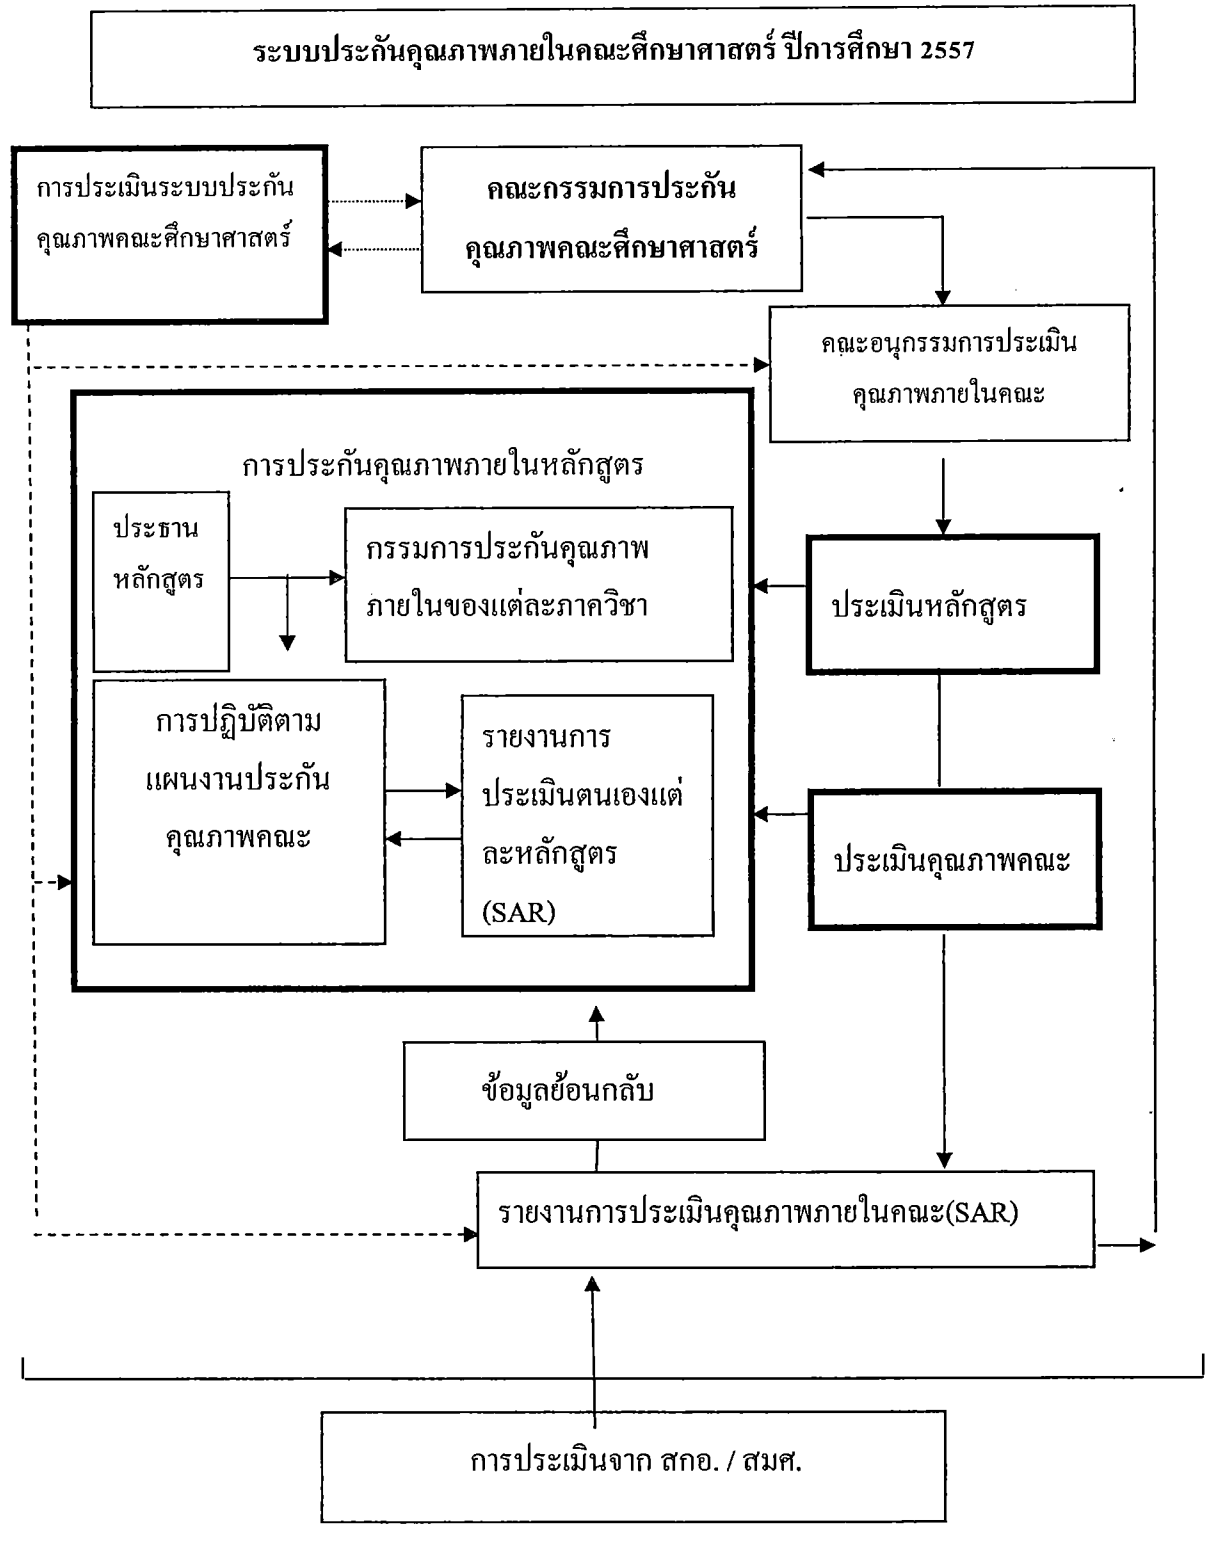 ระบบประกันคุณภาพภายในคณะศึกษาศาสตร์ ปีการศึกษา 2557
การประเมินระบบประกัน
คุณภาพคณะศึกษาศาสตร์
คณะกรรมการประกัน
คุณภาพคณะศึกษาศาสตร์
คณะอนุกรรมการประเมิน
คุณภาพภายในคณะ
การประกันคุณภาพภายในหลักสูตร
ประธาน
หลักสูตร
กรรมการประกันคุณภาพ
ภายในของแต่ละภาควิชา
ประเมินหลักสูตร
การปฏิบัติตาม
แผนงานประกัน
คุณภาพคณะ
รายงานการ
ประเมินตนเองแต่
ละหลักสูตร
(SAR)
ประเมินคุณภาพคณะ
ข้อมูลย้อนกลับ
รายงานการประเมินคุณภาพภายในคณะ(SAR)
การประเมินจาก สกอ. / สมศ.